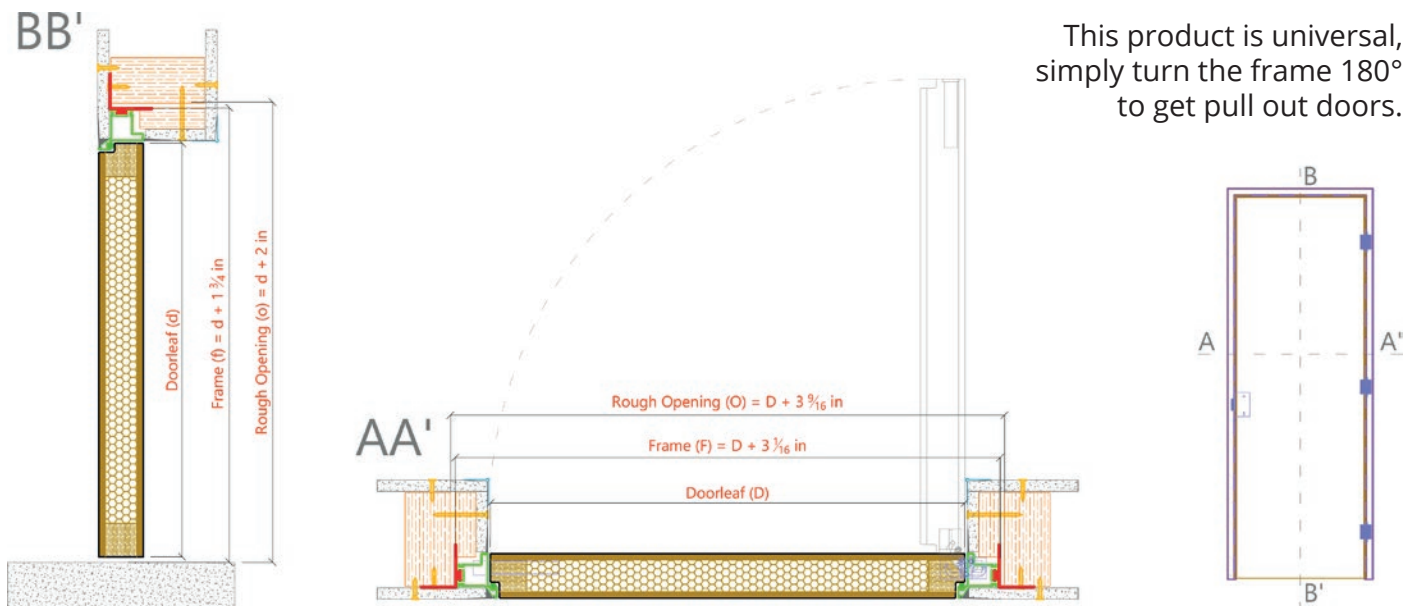 BB'
This product is universal,
simply turn the frame 180°
to get pull out doors.
Doorleaf (d)
Frame (f) = d + 1 ¾ in
Rough Opening (o) = d + 2 in
AA'
Rough Opening (O) = D + 3 9⁄16 in
Frame (F) = D + 3 1⁄16 in
Doorleaf (D)
B
A
A"
B'